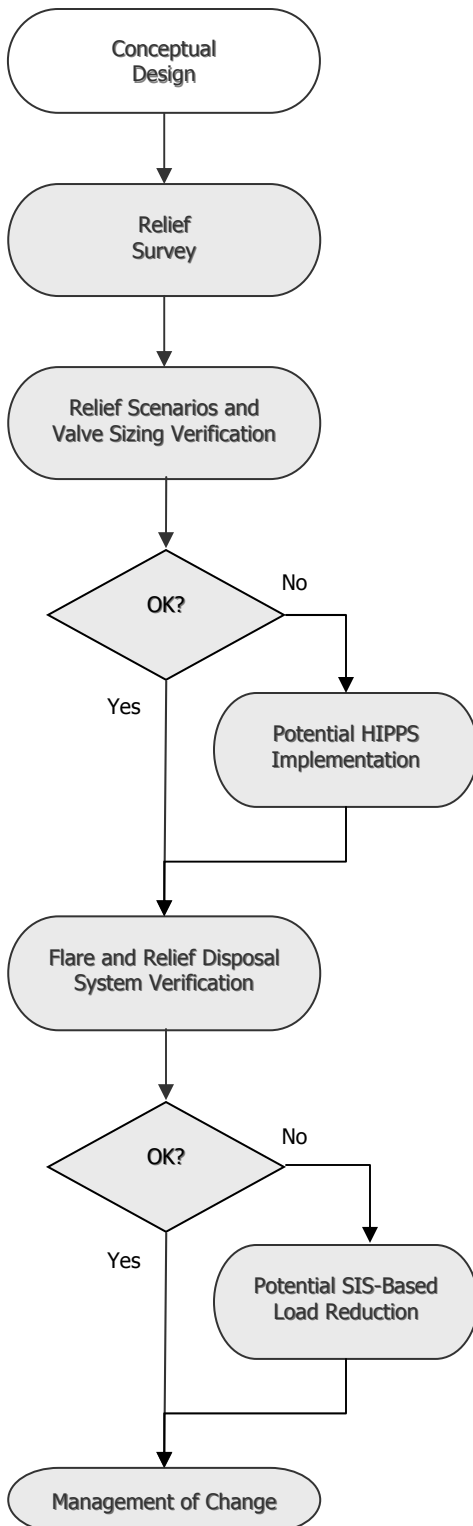 Conceptual
Design
Relief
Survey
Relief Scenarios and
Valve Sizing Verification
OK?
No
Yes
Potential HIPPS
Implementation
Flare and Relief Disposal
System Verification
OK?
No
Yes
Potential SIS-Based
Load Reduction
Management of Change